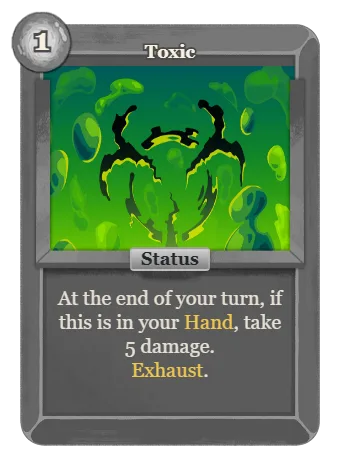 1
Toxic
Status
At the end of your turn, if
this is in your Hand, take
5 damage.
Exhaust.